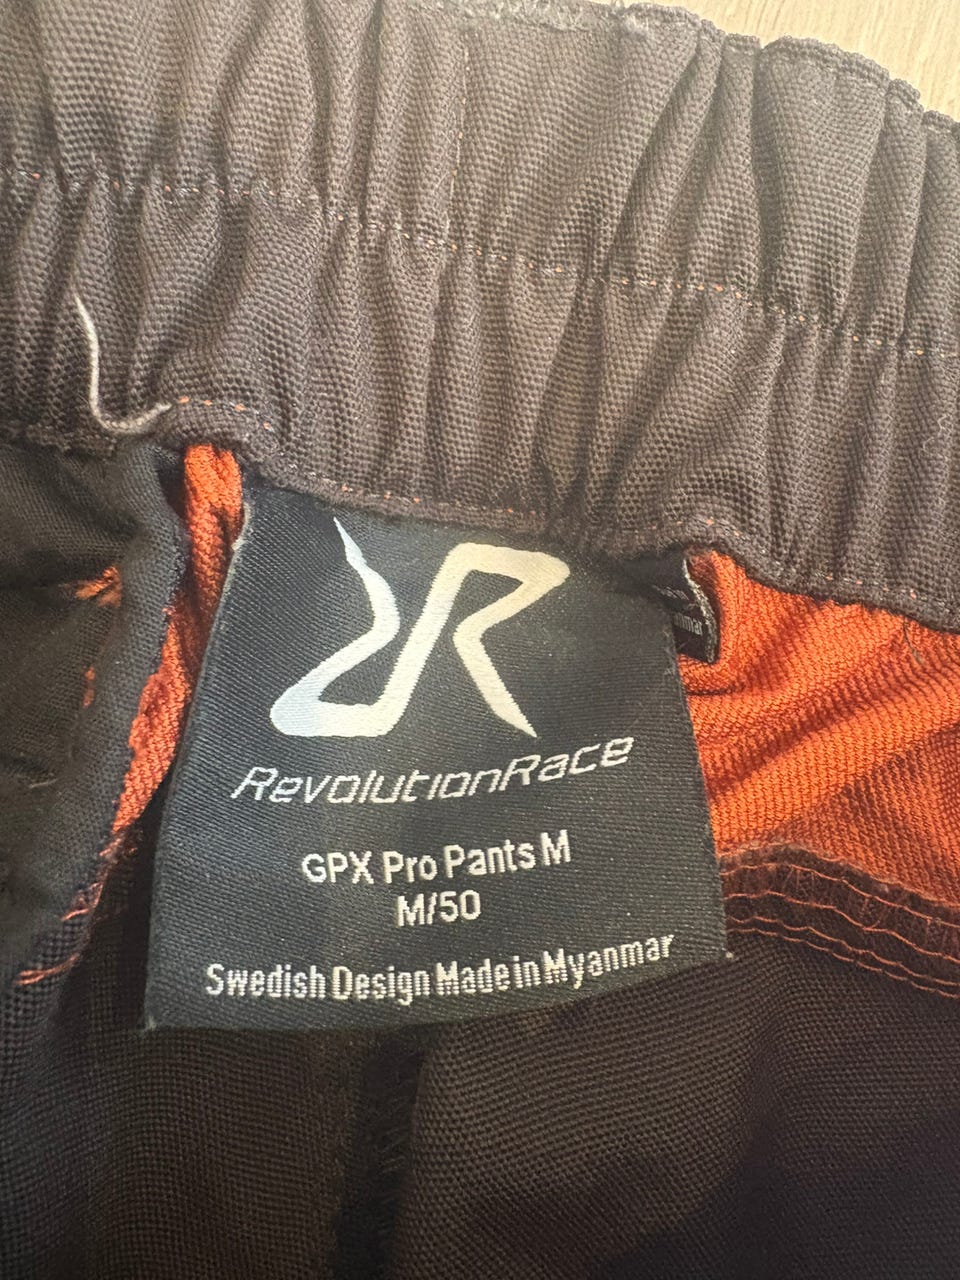 RevolutionRace
GPX Pro Pants M
M/50
Swedish Design Made in Myanmar